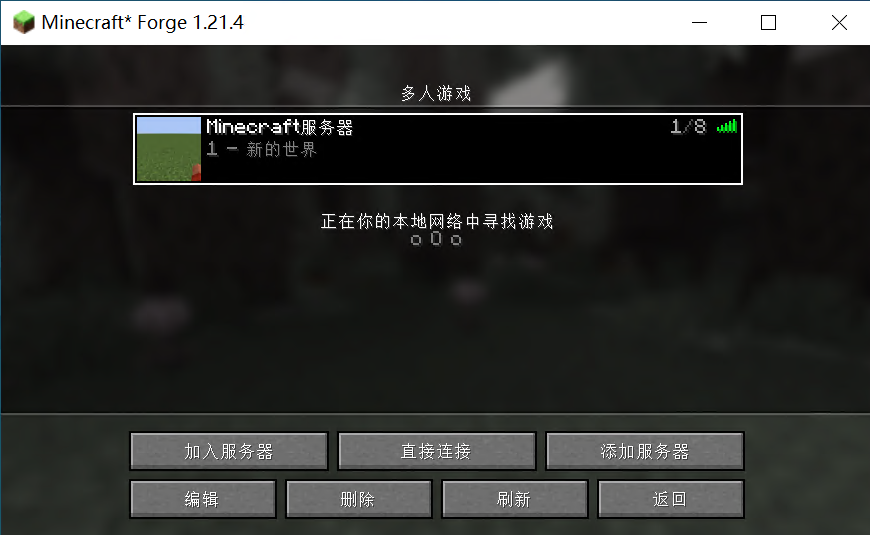 Minecraft* Forge 1.21.4
多人游戏
Minecraft服务器 1/8
1 - 新的世界
正在你的本地网络中寻找游戏
o O o
加入服务器 直接连接 添加服务器
编辑 删除 刷新 返回